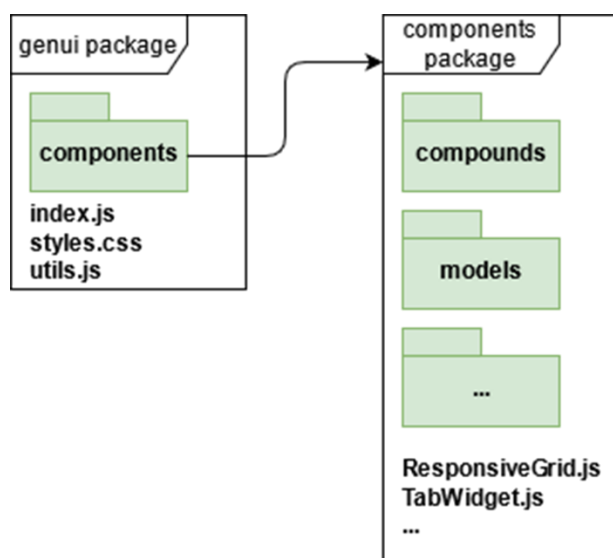 genui package
components
index.js
styles.css
utils.js
components
package
compounds
models
...
ResponsiveGrid.js
TabWidget.js
...